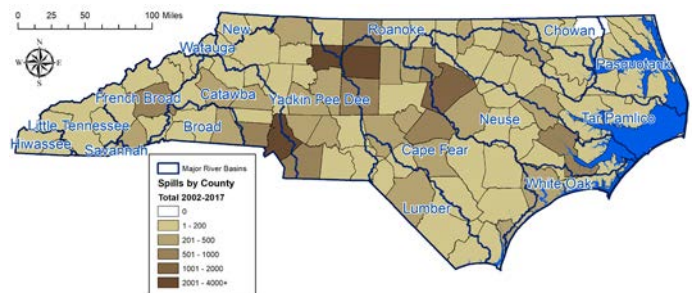 0 25 50 100 Miles
N
W E
S
New
Roanoke
Chowan
Watauga
Pasquotank
French Broad
Catawba
Yadkin Pee Dee
Little Tennessee
Broad
Neuse
Tar Pamlico
Hiwassee
Savannah
Cape Fear
White Oak
Lumber
Major River Basins
Spills by County
Total 2002-2017
0
1 - 200
201 - 500
501 - 1000
1001 - 2000
2001 - 4000+